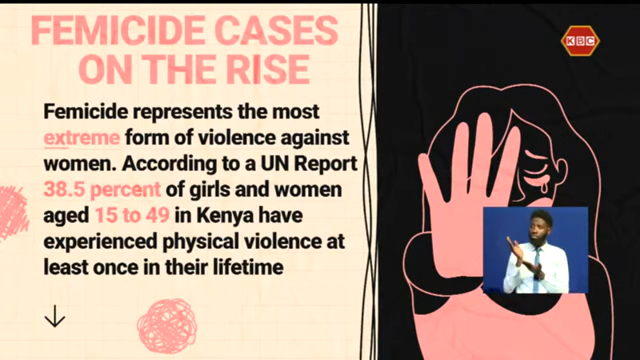 FEMICIDE CASES
ON THE RISE
KBC
Femicide represents the most
extreme form of violence against
women. According to a UN Report
38.5 percent of girls and women
aged 15 to 49 in Kenya have
experienced physical violence at
least once in their lifetime